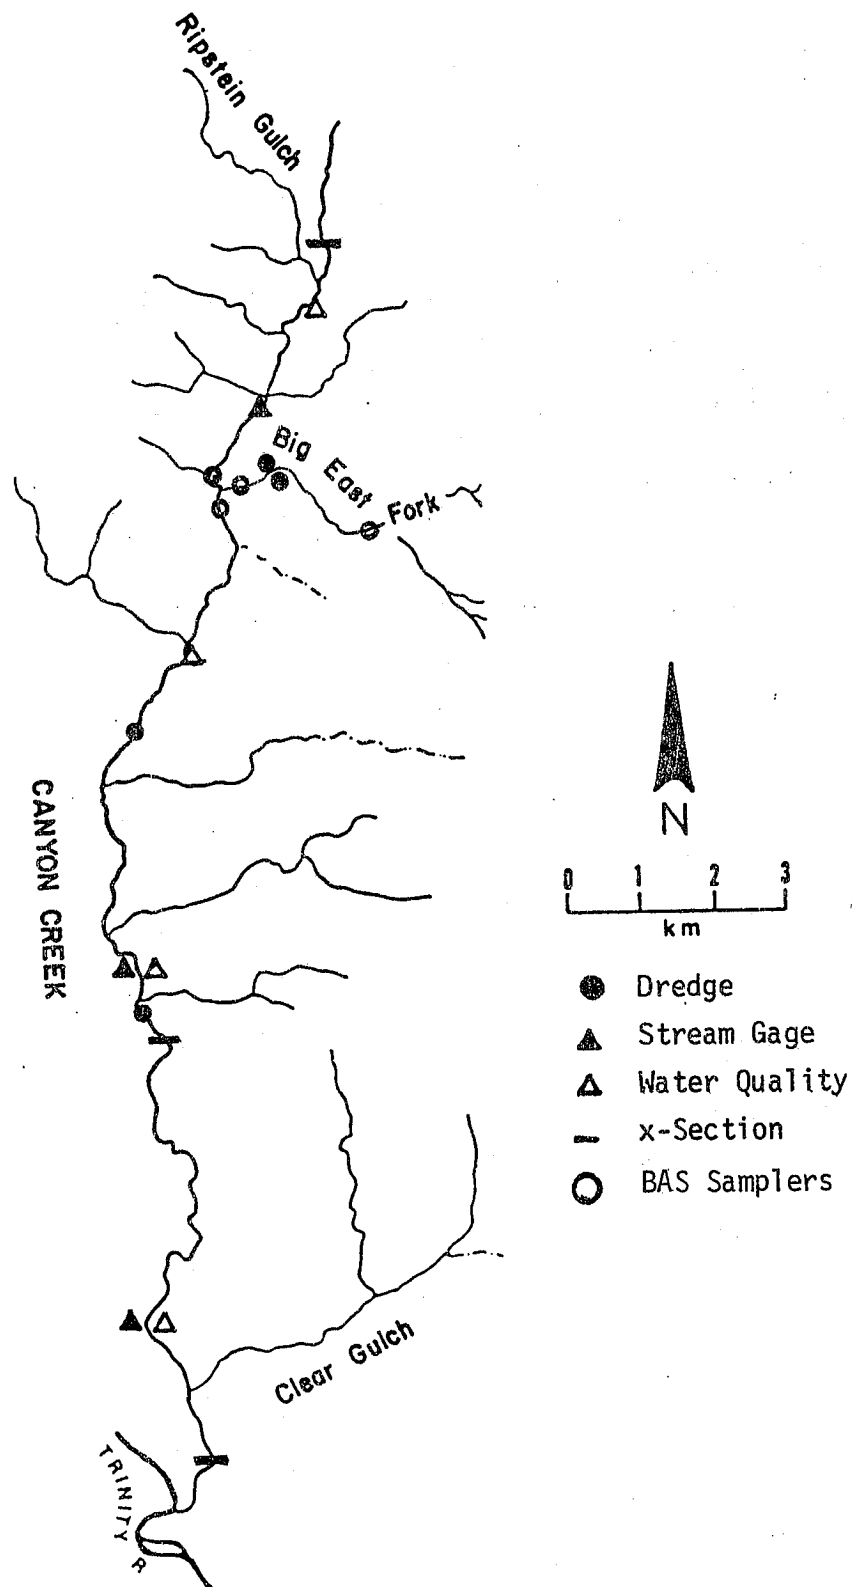 Ripstein Gulch
Big East Fork
CANYON CREEK
N
0 1 2 3
km
Dredge
Stream Gage
Water Quality
x-Section
BAS Samplers
Clear Gulch
TRINITY R